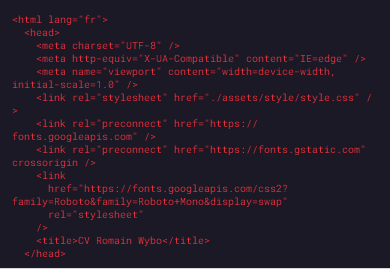 <html lang="fr">
<head>
<meta charset="UTF-8" />
<meta http-equiv="X-UA-Compatible" content="IE=edge" />
<meta name="viewport" content="width=device-width,
initial-scale=1.0" />
<link rel="stylesheet" href="./assets/style/style.css" /
>
<link rel="preconnect" href="https://
fonts.googleapis.com" />
<link rel="preconnect" href="https://fonts.gstatic.com"
crossorigin />
<link
href="https://fonts.googleapis.com/css2?
family=Roboto&family=Roboto+Mono&display=swap"
rel="stylesheet"
/>
<title>CV Romain Wybo</title>
</head>